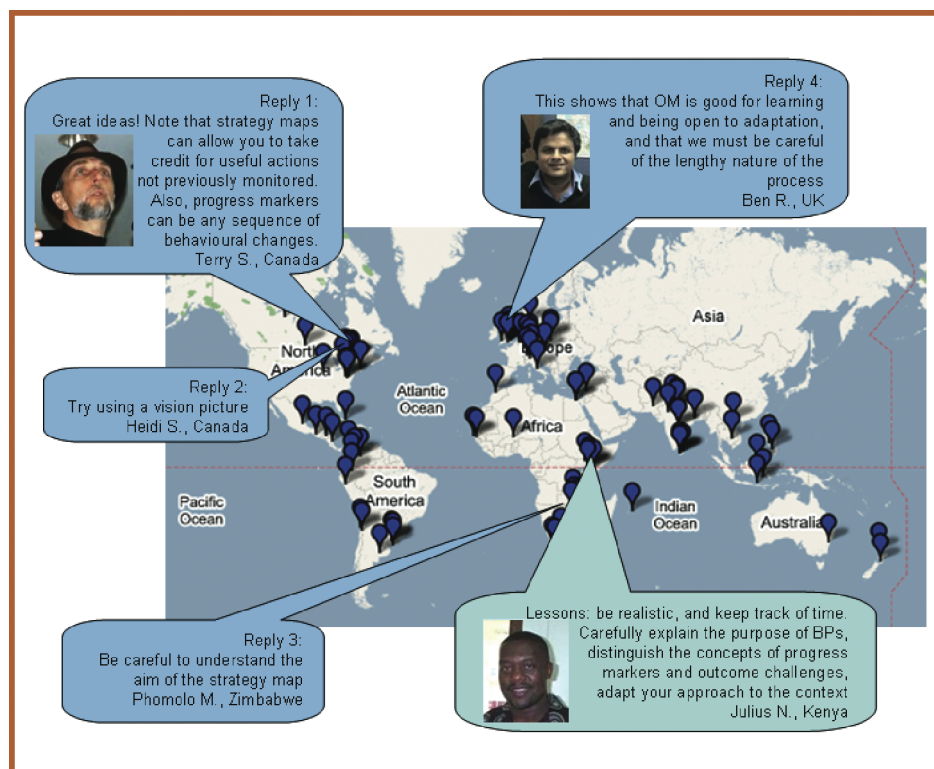 Reply 1:
Great ideas! Note that strategy maps
can allow you to take
credit for useful actions
not previously monitored.
Also, progress markers
can be any sequence of
behavioural changes.
Terry S., Canada
Reply 4:
This shows that OM is good for learning
and being open to adaptation,
and that we must be careful
of the lengthy nature of the
process
Ben R., UK
Reply 2:
Try using a vision picture
Heidi S., Canada
North
America
Atlantic
Ocean
Europe
Asia
Africa
South
America
Pacific
Ocean
Indian
Ocean
Australia
Reply 3:
Be careful to understand the
aim of the strategy map
Phomolo M., Zimbabwe
Lessons: be realistic, and keep track of time.
Carefully explain the purpose of BPs,
distinguish the concepts of progress
markers and outcome challenges,
adapt your approach to the context
Julius N., Kenya